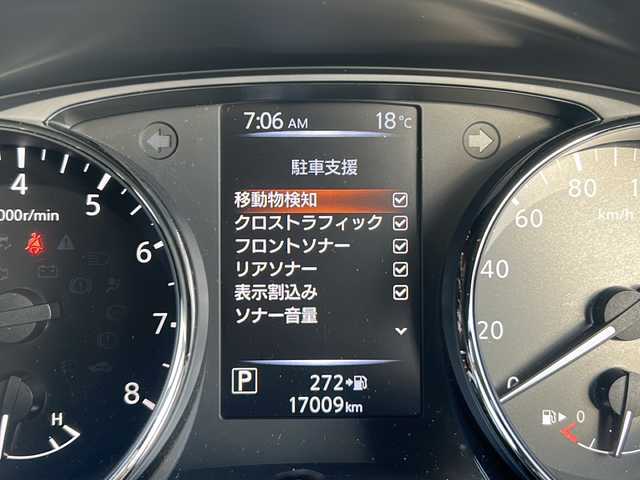 7:06 AM 18℃
駐車支援
移動物検知
クロストラフィック
フロントソナー
リアソナー
表示割込み
ソナー音量
P 272
17009km
4
5
6
7
8
000r/min
H
80
60
40
20
0
km/h
0